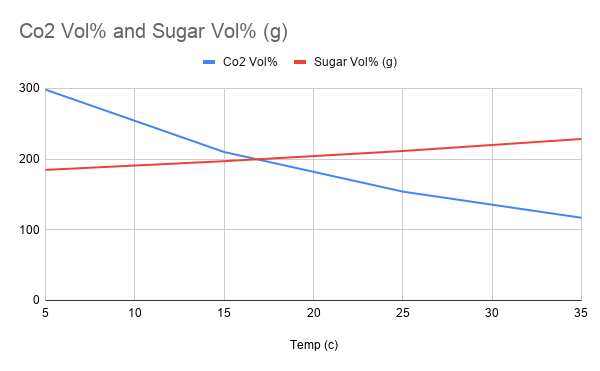 Co2 Vol% and Sugar Vol% (g)
Co2 Vol% Sugar Vol% (g)
300
200
100
0
5 10 15 20 25 30 35
Temp (c)